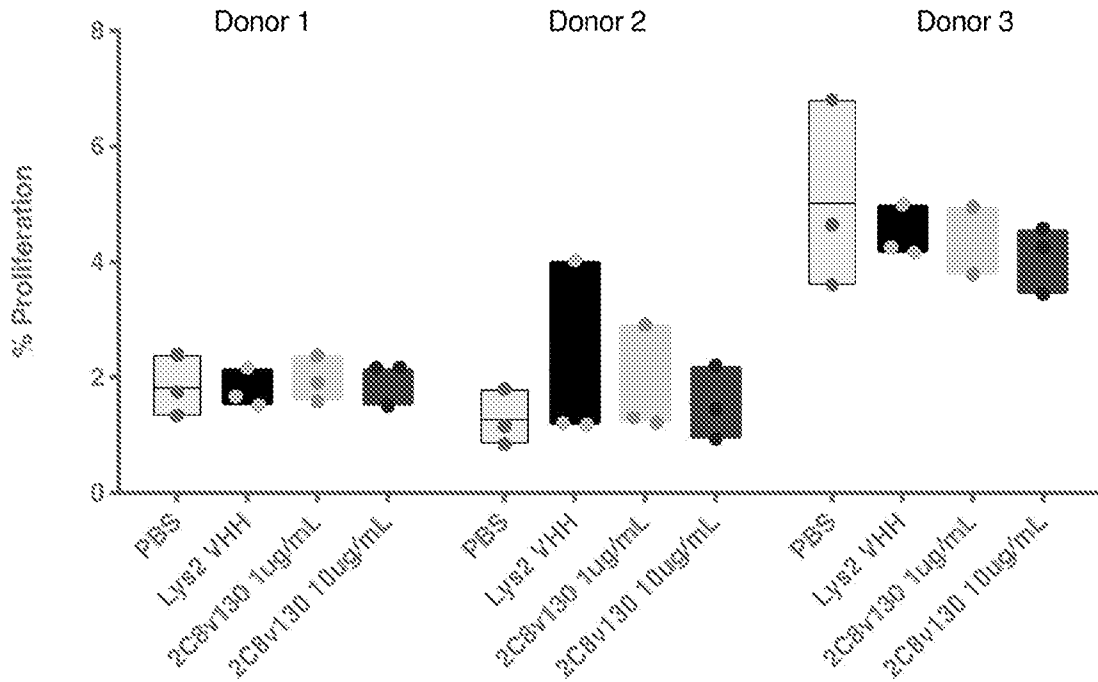 Donor 1
Donor 2
Donor 3
% Proliferation
8
6
4
2
0
PBS
Lys2 VHH
2C8v130 1ug/mL
2C8v130 10ug/mL
PBS
Lys2 VHH
2C8v130 1ug/mL
2C8v130 10ug/mL
PBS
Lys2 VHH
2C8v130 1ug/mL
2C8v130 10ug/mL